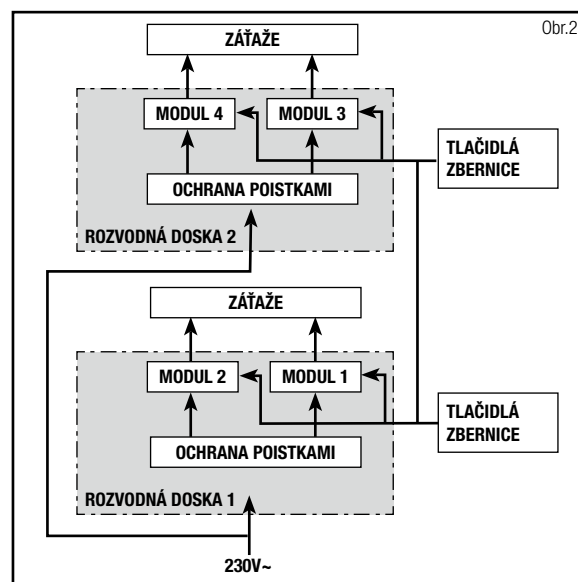 Obr.2
ZÁŤAŽE
MODUL 4
MODUL 3
TLAČIDLÁ
ZBERNICE
OCHRANA POISTKAMI
ROZVODNÁ DOSKA 2
ZÁŤAŽE
MODUL 2
MODUL 1
TLAČIDLÁ
ZBERNICE
OCHRANA POISTKAMI
ROZVODNÁ DOSKA 1
230V~